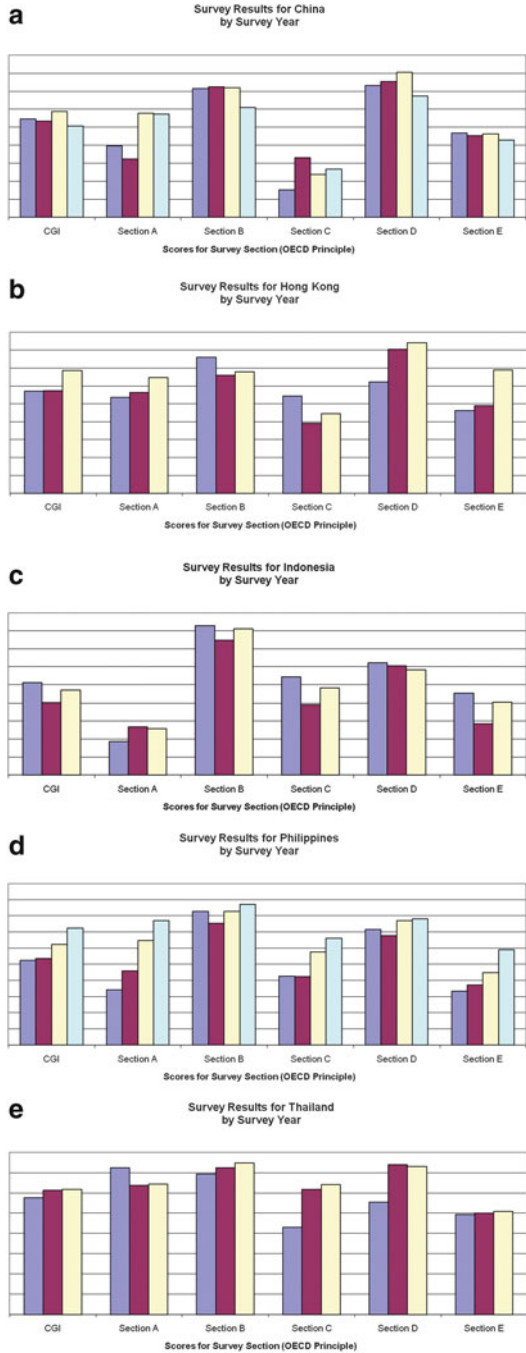 a
Survey Results for China
by Survey Year
CGI Section A Section B Section C Section D Section E
Scores for Survey Section (OECD Principle)
b
Survey Results for Hong Kong
by Survey Year
CGI Section A Section B Section C Section D Section E
Scores for Survey Section (OECD Principle)
c
Survey Results for Indonesia
by Survey Year
CGI Section A Section B Section C Section D Section E
Scores for Survey Section (OECD Principle)
d
Survey Results for Philippines
by Survey Year
CGI Section A Section B Section C Section D Section E
Scores for Survey Section (OECD Principle)
e
Survey Results for Thailand
by Survey Year
CGI Section A Section B Section C Section D Section E
Scores for Survey Section (OECD Principle)